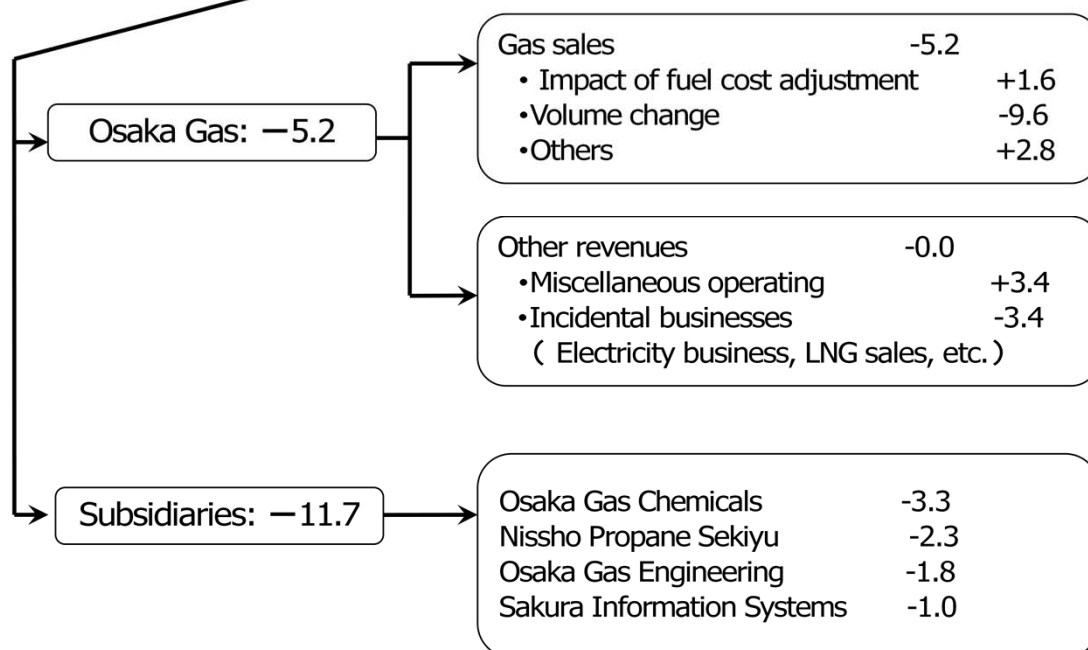 Osaka Gas: −5.2
Gas sales -5.2
・Impact of fuel cost adjustment +1.6
・Volume change -9.6
・Others +2.8
Other revenues -0.0
・Miscellaneous operating +3.4
・Incidental businesses -3.4
( Electricity business, LNG sales, etc.)
Subsidiaries: −11.7
Osaka Gas Chemicals -3.3
Nissho Propane Sekiyu -2.3
Osaka Gas Engineering -1.8
Sakura Information Systems -1.0